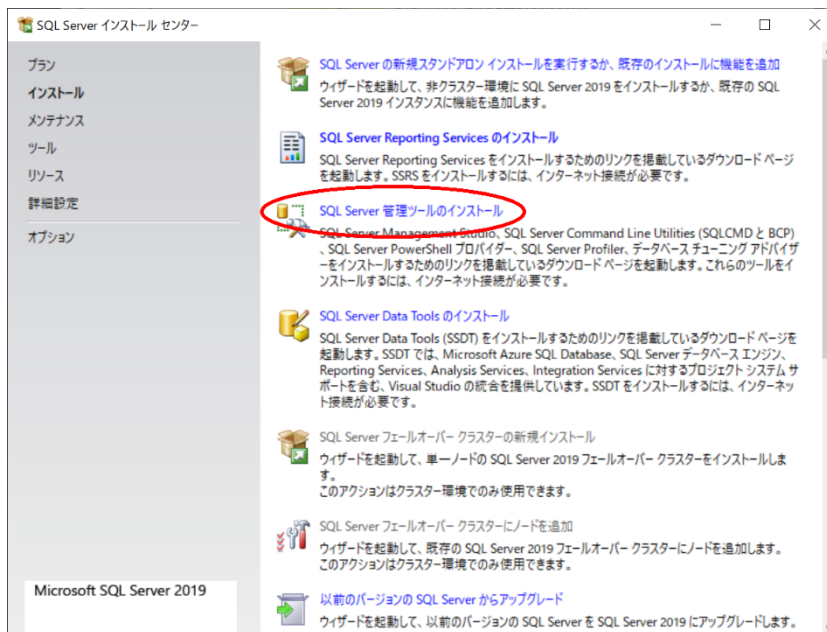 SQL Server インストール センター
プラン
インストール
メンテナンス
ツール
リソース
詳細設定
オプション
Microsoft SQL Server 2019
SQL Server の新規スタンドアロン インストールを実行するか、既存のインストールに機能を追加
ウィザードを起動して、非クラスター環境に SQL Server 2019 をインストールするか、既存の SQL
Server 2019 インスタンスに機能を追加します。
SQL Server Reporting Services のインストール
SQL Server Reporting Services をインストールするためのリンクを掲載しているダウンロード ページ
を起動します。SSRS をインストールするには、インターネット接続が必要です。
SQL Server 管理ツールのインストール
SQL Server Management Studio、SQL Server Command Line Utilities (SQLCMD と BCP)
、SQL Server PowerShell プロバイダー、SQL Server Profiler、データベース チューニング アドバイザ
ーをインストールするためのリンクを掲載しているダウンロード ページを起動します。これらのツールをイ
ンストールするには、インターネット接続が必要です。
SQL Server Data Tools のインストール
SQL Server Data Tools (SSDT) をインストールするためのリンクを掲載しているダウンロード ページを
起動します。SSDT では、Microsoft Azure SQL Database、SQL Server データベース エンジン、
Reporting Services、Analysis Services、Integration Services に対するプロジェクト システム サ
ポートを含む、Visual Studio の統合を提供しています。SSDT をインストールするには、インターネッ
ト接続が必要です。
SQL Server フェールオーバー クラスターの新規インストール
ウィザードを起動して、単一ノードの SQL Server 2019 フェールオーバー クラスターをインストールしま
す。
このアクションはクラスター環境でのみ使用できます。
SQL Server フェールオーバー クラスターにノードを追加
ウィザードを起動して、既存の SQL Server 2019 フェールオーバー クラスターにノードを追加します。
このアクションはクラスター環境でのみ使用できます。
以前のバージョンの SQL Server からアップグレード
ウィザードを起動して、以前のバージョンの SQL Server を SQL Server 2019 にアップグレードします。